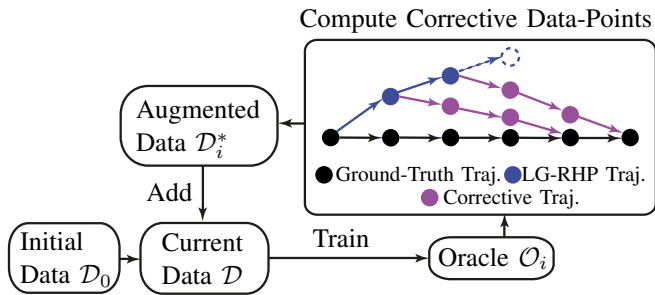 Compute Corrective Data-Points
Ground-Truth Traj.
LG-RHP Traj.
Corrective Traj.
Augmented
Data 𝒟ᵢ*
Add
Initial
Data 𝒟₀
Current
Data 𝒟
Train
Oracle 𝒪ᵢ